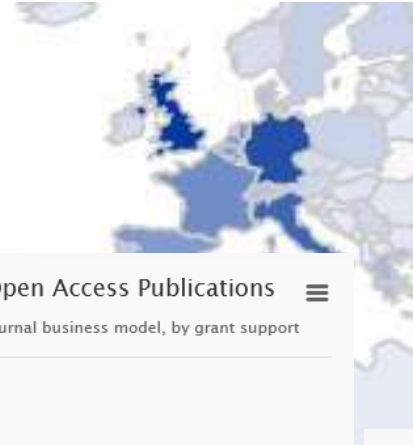 pen Access Publications
urnal business model, by grant support